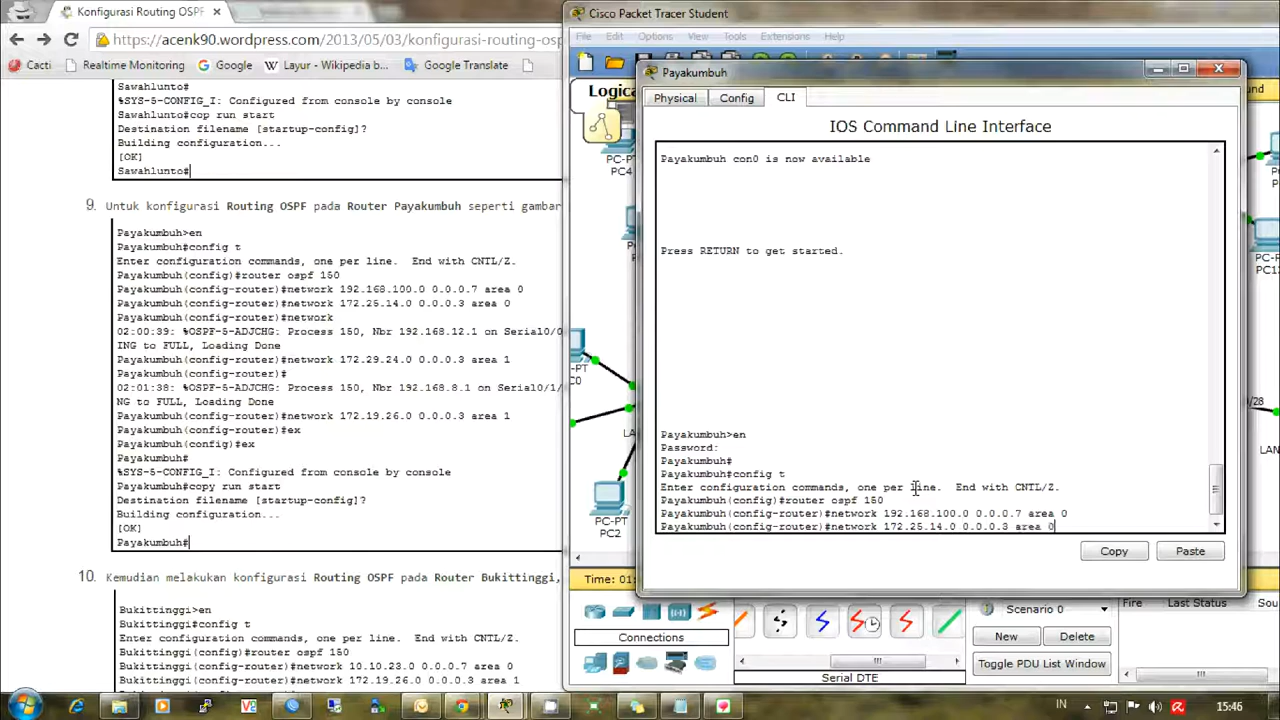 Konfigurasi Routing OSPF
https://acenk90.wordpress.com/2013/05/03/konfigurasi-routing-osp
Cacti
Realtime Monitoring
Google
Layur - Wikipedia b...
Google Translate
Sawahlunto#
%SYS-5-CONFIG_I: Configured from console by console
Sawahlunto#cop run start
Destination filename [startup-config]?
Building configuration...
[OK]
Sawahlunto#
9. Untuk konfigurasi Routing OSPF pada Router Payakumbuh seperti gambar
Payakumbuh>en
Payakumbuh#config t
Enter configuration commands, one per line. End with CNTL/Z.
Payakumbuh(config)#router ospf 150
Payakumbuh(config-router)#network 192.168.100.0 0.0.0.7 area 0
Payakumbuh(config-router)#network 172.25.14.0 0.0.0.3 area 0
Payakumbuh(config-router)#network
02:00:39: %OSPF-5-ADJCHG: Process 150, Nbr 192.168.12.1 on Serial0/0
ING to FULL, Loading Done
Payakumbuh(config-router)#network 172.29.24.0 0.0.0.3 area 1
Payakumbuh(config-router)#
02:01:38: %OSPF-5-ADJCHG: Process 150, Nbr 192.168.8.1 on Serial0/1/
NG to FULL, Loading Done
Payakumbuh(config-router)#network 172.19.26.0 0.0.0.3 area 1
Payakumbuh(config-router)#ex
Payakumbuh(config)#ex
Payakumbuh#
%SYS-5-CONFIG_I: Configured from console by console
Payakumbuh#copy run start
Destination filename [startup-config]?
Building configuration...
[OK]
Payakumbuh#
10. Kemudian melakukan konfigurasi Routing OSPF pada Router Bukittinggi,
Bukittinggi>en
Bukittinggi#config t
Enter configuration commands, one per line. End with CNTL/Z.
Bukittinggi(config)#router ospf 150
Bukittinggi(config-router)#network 10.10.23.0 0.0.0.7 area 0
Bukittinggi(config-router)#network 172.19.26.0 0.0.0.3 area 1
Cisco Packet Tracer Student
File Edit Options View Tools Extensions Help
Logica
PC-PT
PC4
PC-PT
C0
LA
PC-PT
PC2
Payakumbuh
Physical Config CLI
IOS Command Line Interface
Payakumbuh con0 is now available
Press RETURN to get started.
Payakumbuh>en
Password:
Payakumbuh#
Payakumbuh#config t
Enter configuration commands, one per line. End with CNTL/Z.
Payakumbuh(config)#router ospf 150
Payakumbuh(config-router)#network 192.168.100.0 0.0.0.7 area 0
Payakumbuh(config-router)#network 172.25.14.0 0.0.0.3 area 0
Copy Paste
und
PC-
/28
LAN
Time: 01:
Connections
Serial DTE
Scenario 0
New Delete
Toggle PDU List Window
Fire Last Status Sou
IN
15:46